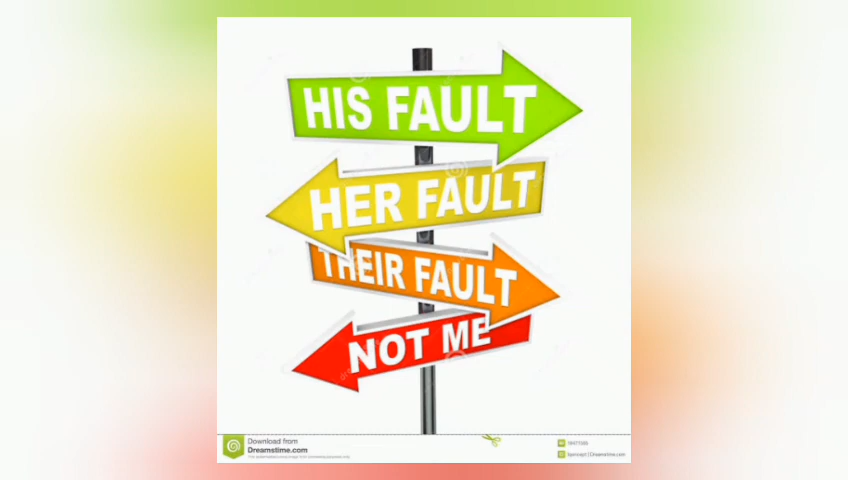 HIS FAULT
HER FAULT
THEIR FAULT
NOT ME
Download from
Dreamstime.com